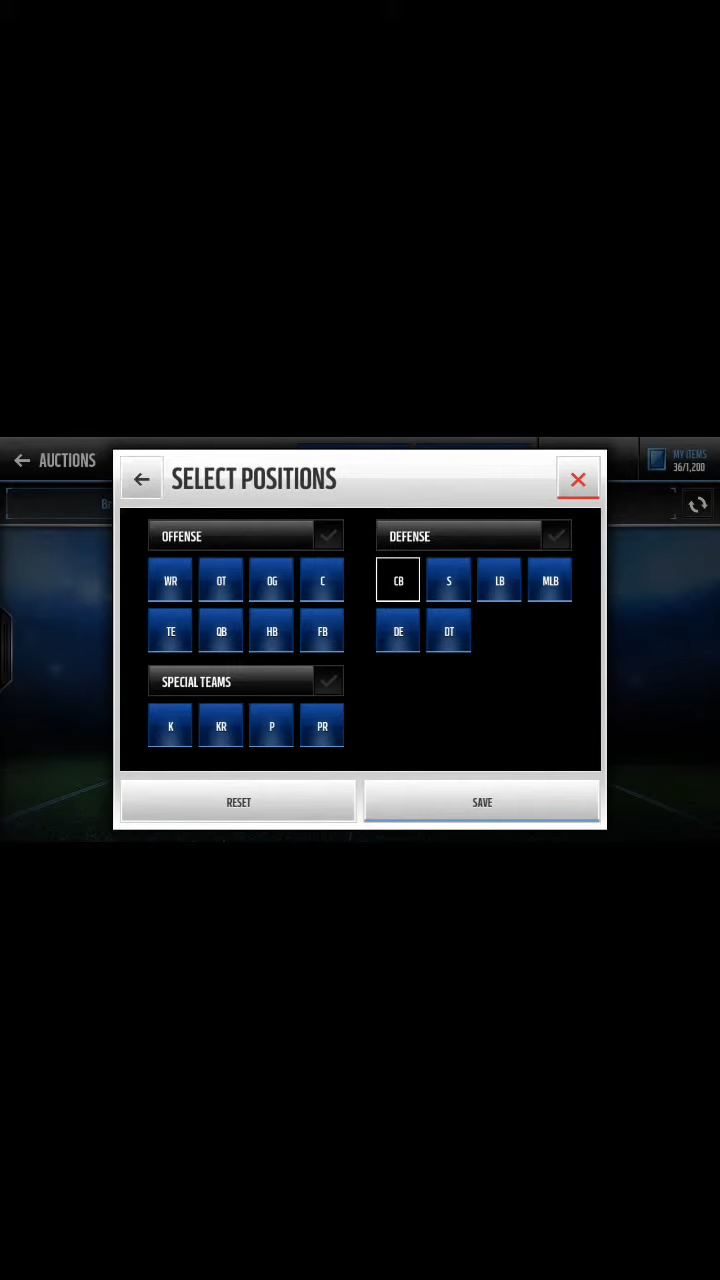 AUCTIONS
MY ITEMS
36/1,200
Br
SELECT POSITIONS
OFFENSE
WR OT OG C
TE QB HB FB
SPECIAL TEAMS
K KR P PR
DEFENSE
CB S LB MLB
DE DT
RESET
SAVE